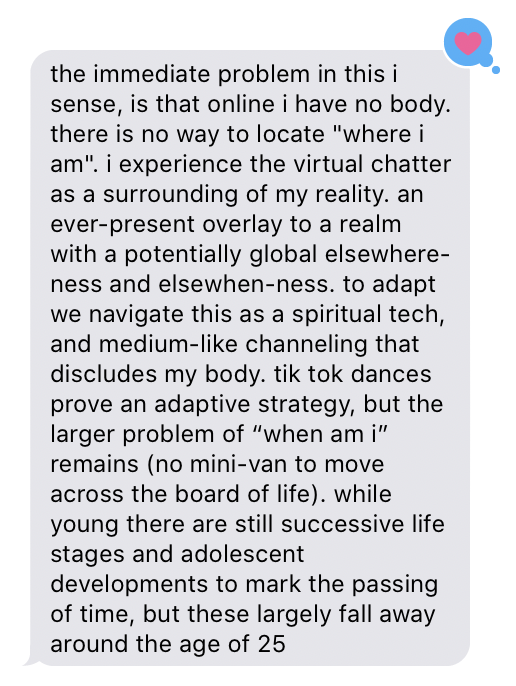 the immediate problem in this i
sense, is that online i have no body.
there is no way to locate "where i
am". i experience the virtual chatter
as a surrounding of my reality. an
ever-present overlay to a realm
with a potentially global elsewhere-
ness and elsewhen-ness. to adapt
we navigate this as a spiritual tech,
and medium-like channeling that
discludes my body. tik tok dances
prove an adaptive strategy, but the
larger problem of “when am i”
remains (no mini-van to move
across the board of life). while
young there are still successive life
stages and adolescent
developments to mark the passing
of time, but these largely fall away
around the age of 25